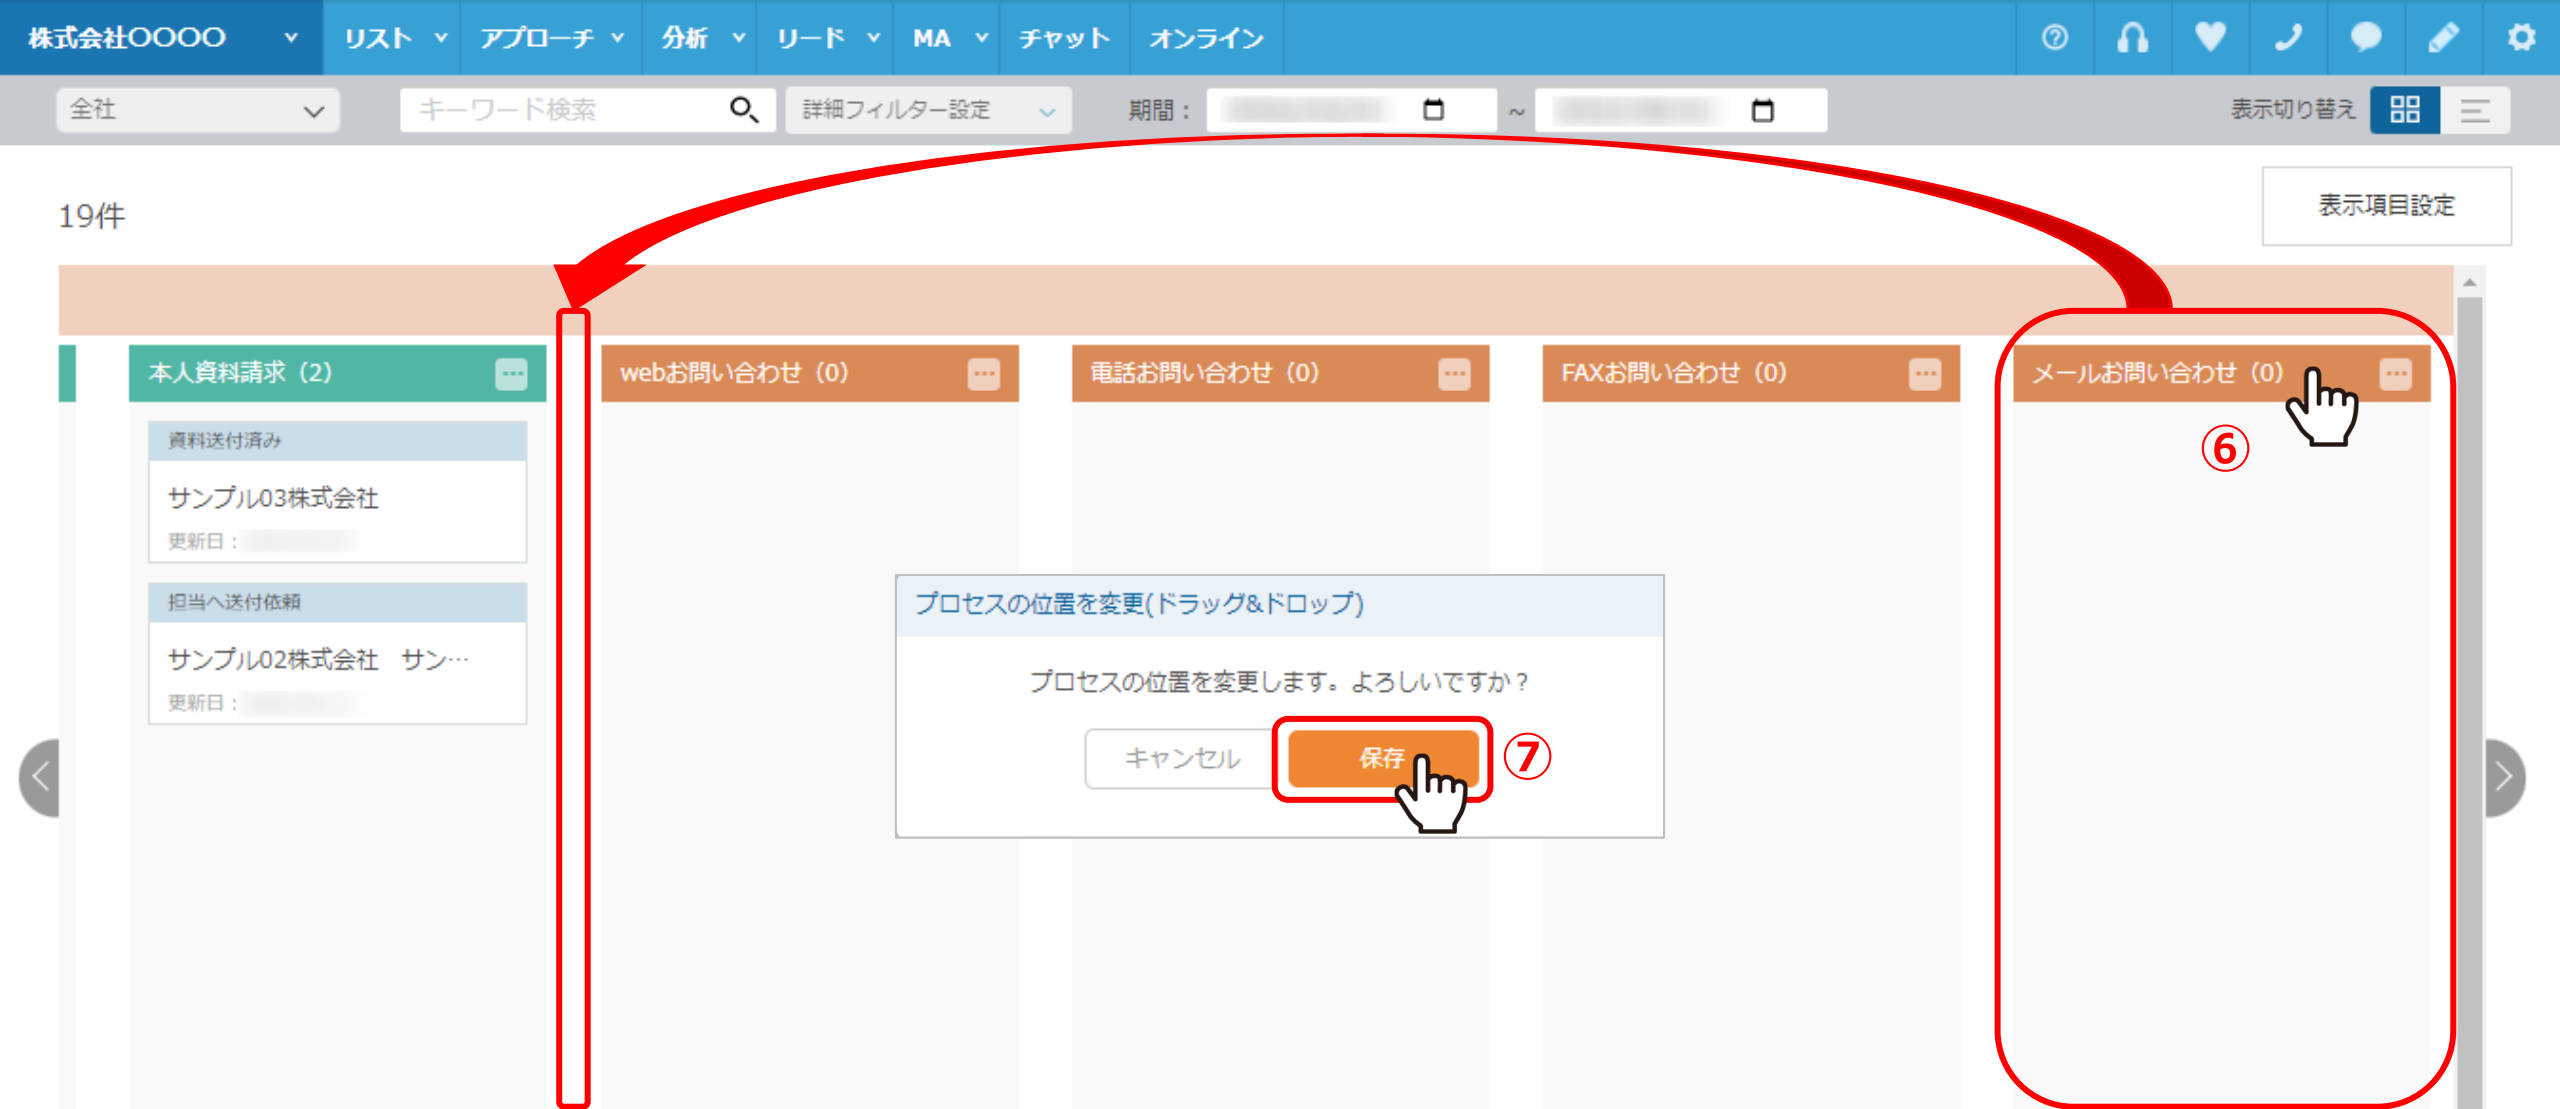 株式会社〇〇〇〇 リスト アプローチ 分析 リード MA チャット オンライン
全社 キーワード検索 詳細フィルター設定 期間： ~ 表示切り替え
19件 表示項目設定
本人資料請求（2） webお問い合わせ（0） 電話お問い合わせ（0） FAXお問い合わせ（0） メールお問い合わせ（0）
資料送付済み
⑥
サンプル03株式会社
更新日：
担当へ送付依頼
サンプル02株式会社　サン…
更新日：
プロセスの位置を変更(ドラッグ&ドロップ)
プロセスの位置を変更します。よろしいですか？
キャンセル 保存 ⑦